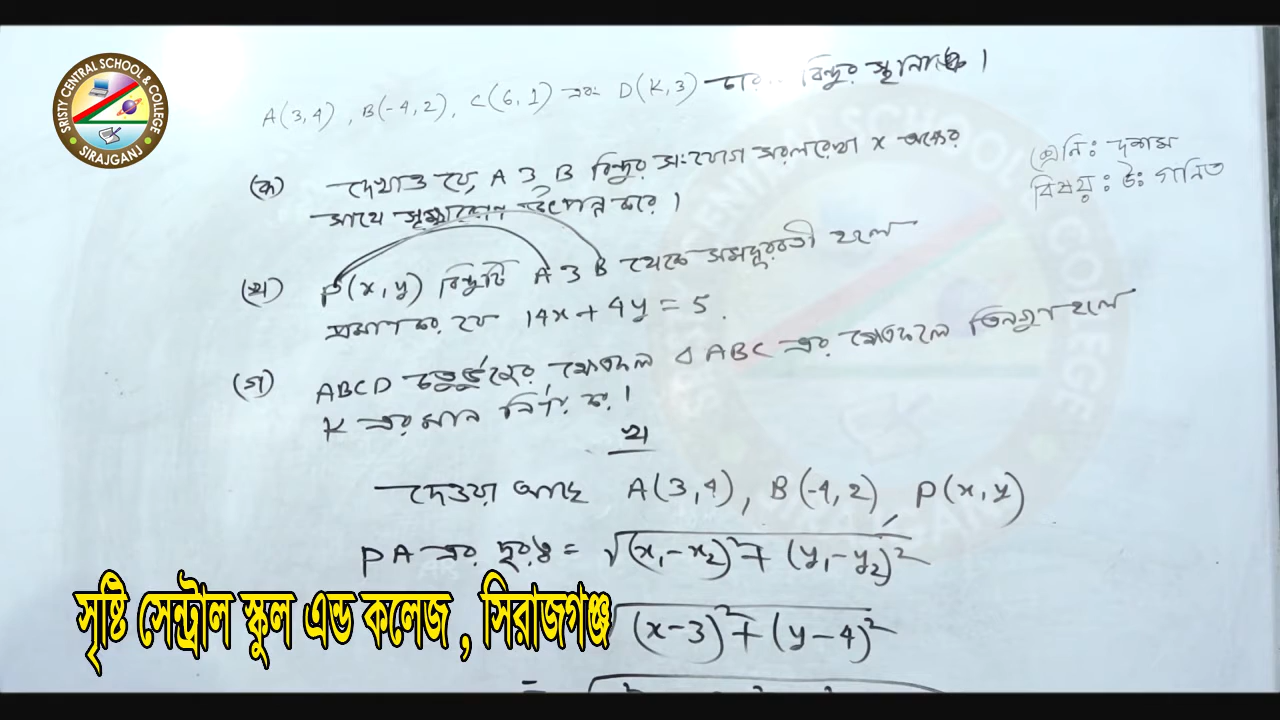 SRISTY CENTRAL SCHOOL & COLLEGE
SIRAJGANJ
A(3,4), B(-4,2), C(6,1) এবং D(K,3) চার.. বিন্দুর স্থানাঙ্ক।
শ্রেনি: দশম
বিষয়: উ: গনিত
(ক) দেখাও যে, A ও B বিন্দুর সংযোগ সরলরেখা x অক্ষের
সাথে সূক্ষ্মকোন উৎপন্ন করে।
(খ) P(x,y) বিন্দুটি A ও B থেকে সমদূরবর্তী হলে
প্রমাণ কর যে 14x + 4y = 5.
(গ) ABCD চতুর্ভুজের ক্ষেত্রফল Δ ABC এর ক্ষেত্রফলে তিনগুণ হলে
K এর মান নির্ণয় কর।
খ
দেওয়া আছে A(3,4), B(-4,2), P(x,y)
PA এর দূরত্ব = √(x₁-x₂)²+(y₁-y₂)²
√(x-3)²+(y-4)²
=
সৃষ্টি সেন্ট্রাল স্কুল এন্ড কলেজ, সিরাজগঞ্জ